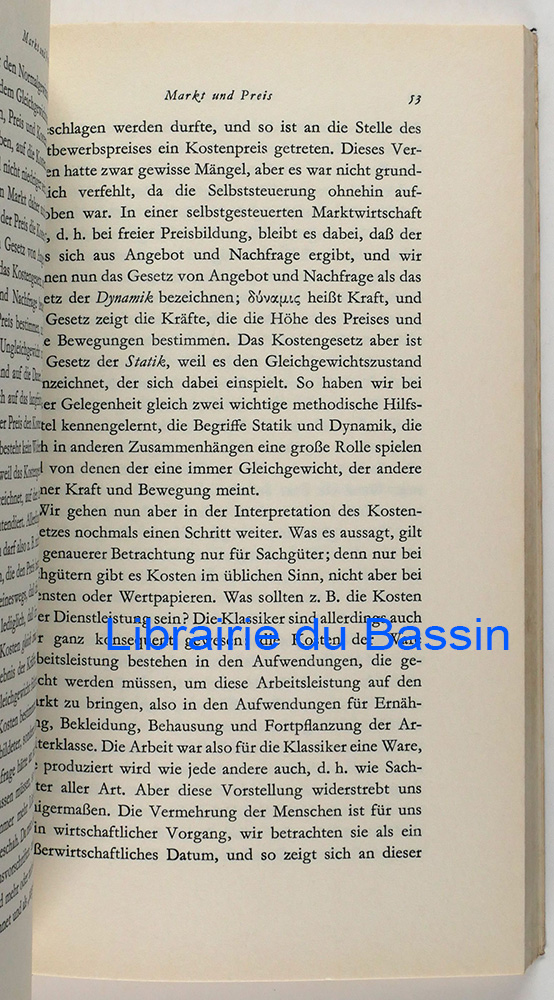 Markt und Preis 53
schlagen werden durfte, und so ist an die Stelle des
tbewerbspreises ein Kostenpreis getreten. Dieses Ver-
en hatte zwar gewisse Mängel, aber es war nicht grund-
ich verfehlt, da die Selbststeuerung ohnehin auf-
oben war. In einer selbstgesteuerten Marktwirtschaft
, d. h. bei freier Preisbildung, bleibt es dabei, daß der
s sich aus Angebot und Nachfrage ergibt, und wir
nen nun das Gesetz von Angebot und Nachfrage als das
etz der Dynamik bezeichnen; δύναμις heißt Kraft, und
Gesetz zeigt die Kräfte, die die Höhe des Preises und
e Bewegungen bestimmen. Das Kostengesetz aber ist
Gesetz der Statik, weil es den Gleichgewichtszustand
nzeichnet, der sich dabei einspielt. So haben wir bei
er Gelegenheit gleich zwei wichtige methodische Hilfs-
tel kennengelernt, die Begriffe Statik und Dynamik, die
h in anderen Zusammenhängen eine große Rolle spielen
l von denen der eine immer Gleichgewicht, der andere
ner Kraft und Bewegung meint.
Wir gehen nun aber in der Interpretation des Kosten-
etzes nochmals einen Schritt weiter. Was es aussagt, gilt
genauerer Betrachtung nur für Sachgüter; denn nur bei
chgütern gibt es Kosten im üblichen Sinn, nicht aber bei
ensten oder Wertpapieren. Was sollten z. B. die Kosten
er Dienstleistung sein? Die Klassiker sind allerdings auch
r ganz konsequent gewesen: die Kosten der Ware
Librairie du Bassin
beitsleistung bestehen in den Aufwendungen, die ge-
cht werden müssen, um diese Arbeitsleistung auf den
rkt zu bringen, also in den Aufwendungen für Ernäh-
ng, Bekleidung, Behausung und Fortpflanzung der Ar-
iterklasse. Die Arbeit war also für die Klassiker eine Ware,
e produziert wird wie jede andere auch, d. h. wie Sach-
ter aller Art. Aber diese Vorstellung widerstrebt uns
nigermaßen. Die Vermehrung der Menschen ist für uns
in wirtschaftlicher Vorgang, wir betrachten sie als ein
ßerwirtschaftliches Datum, und so zeigt sich an dieser